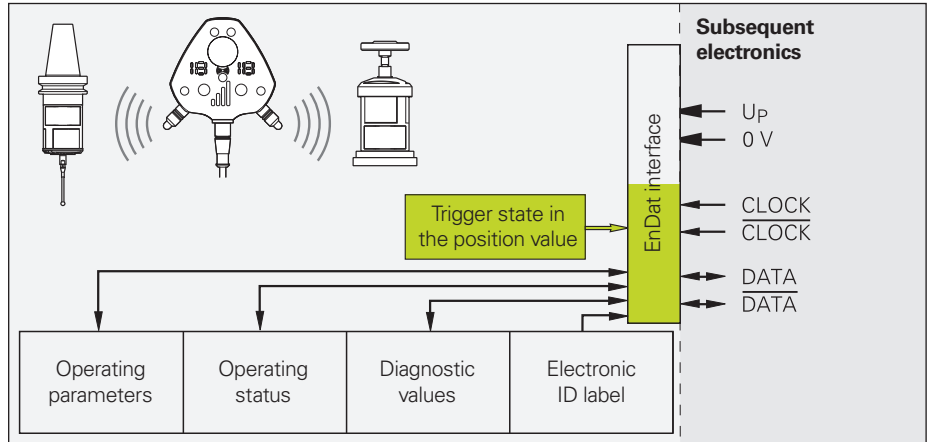 Subsequent
electronics
UP
0 V
EnDat interface
Trigger state in
the position value
CLOCK
CLOCK
DATA
DATA
Operating
parameters
Operating
status
Diagnostic
values
Electronic
ID label